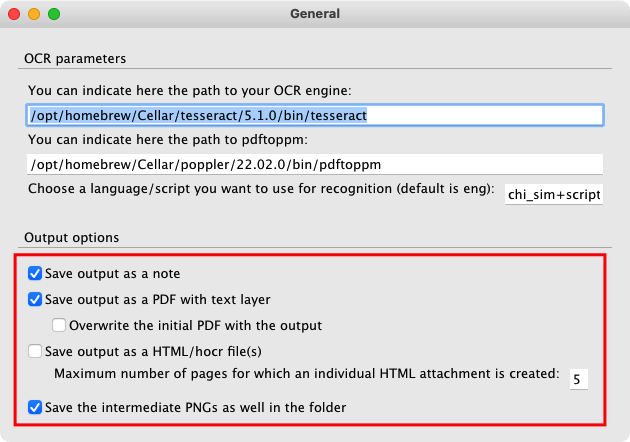 General
OCR parameters
You can indicate here the path to your OCR engine:
/opt/homebrew/Cellar/tesseract/5.1.0/bin/tesseract
You can indicate here the path to pdftoppm:
/opt/homebrew/Cellar/poppler/22.02.0/bin/pdftoppm
Choose a language/script you want to use for recognition (default is eng): chi_sim+script
Output options
Save output as a note
Save output as a PDF with text layer
Overwrite the initial PDF with the output
Save output as a HTML/hocr file(s)
Maximum number of pages for which an individual HTML attachment is created: 5
Save the intermediate PNGs as well in the folder